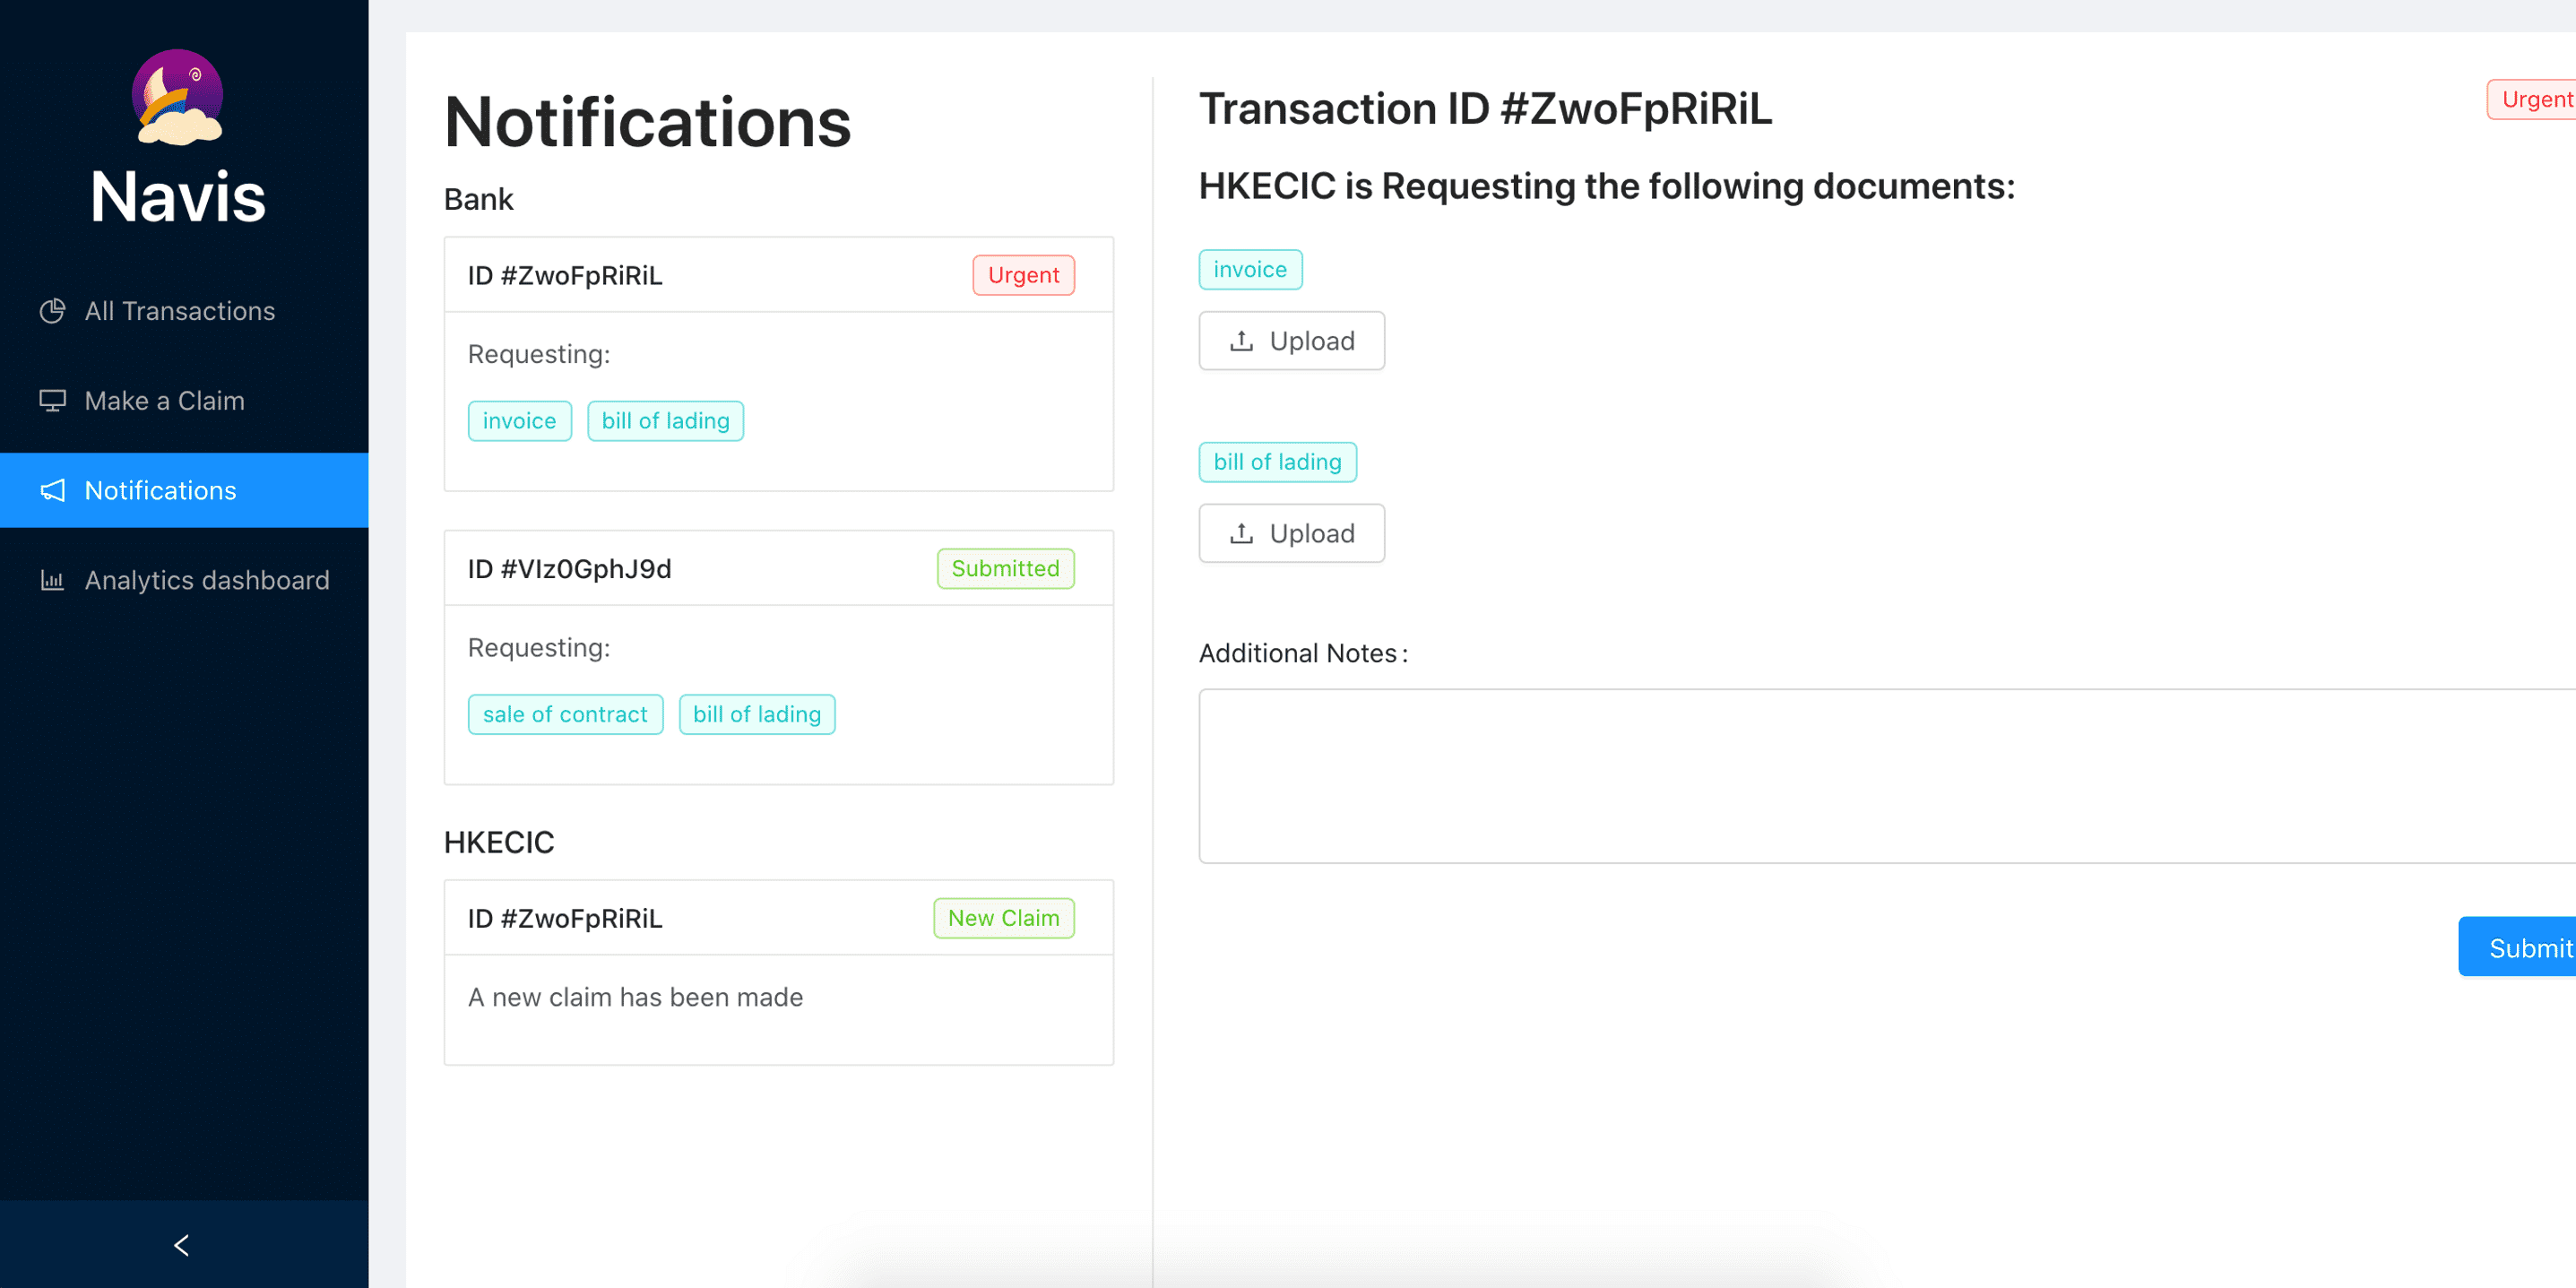 Navis
All Transactions
Make a Claim
Notifications
Analytics dashboard
Notifications
Bank
ID #ZwoFpRiRiL
Urgent
Requesting:
invoice
bill of lading
ID #VIz0GphJ9d
Submitted
Requesting:
sale of contract
bill of lading
HKECIC
ID #ZwoFpRiRiL
New Claim
A new claim has been made
Transaction ID #ZwoFpRiRiL
Urgent
HKECIC is Requesting the following documents:
invoice
Upload
bill of lading
Upload
Additional Notes:
Submit